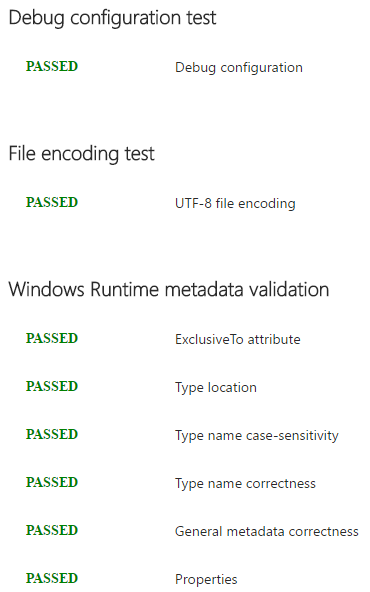 Debug configuration test
PASSED Debug configuration
File encoding test
PASSED UTF-8 file encoding
Windows Runtime metadata validation
PASSED ExclusiveTo attribute
PASSED Type location
PASSED Type name case-sensitivity
PASSED Type name correctness
PASSED General metadata correctness
PASSED Properties